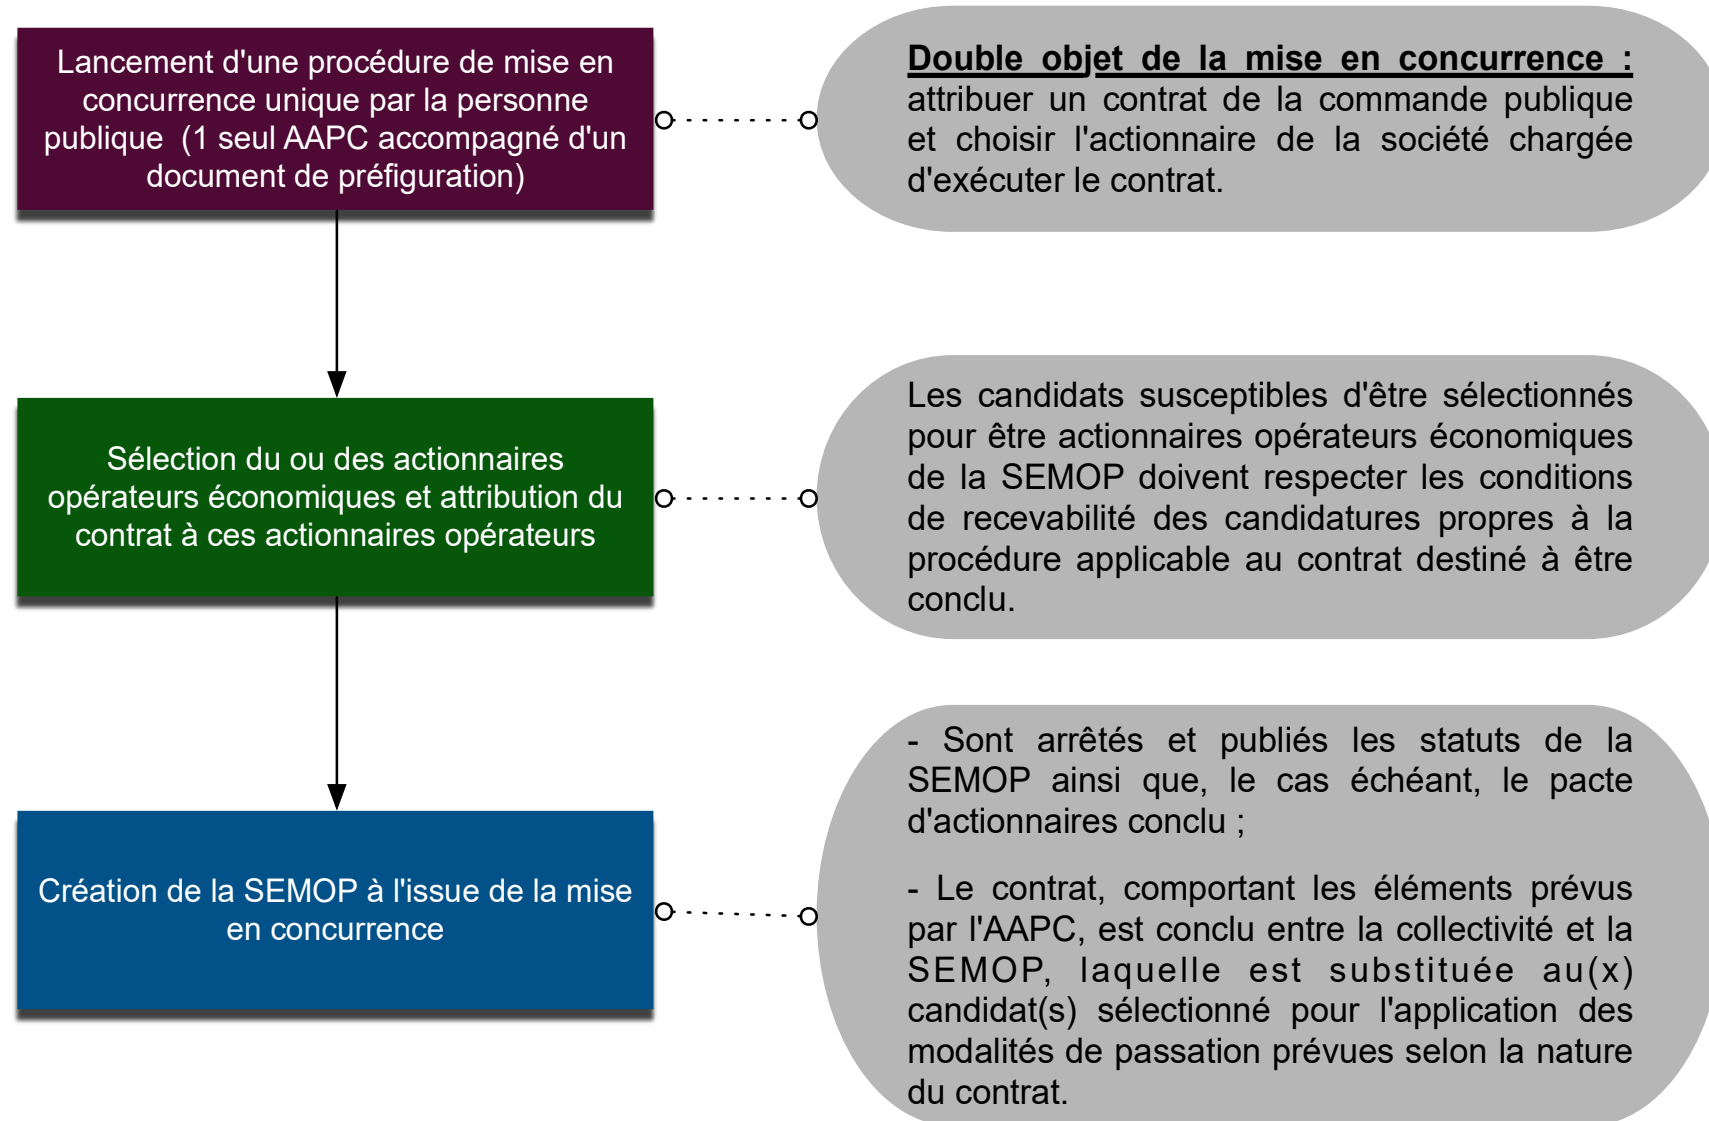 Lancement d'une procédure de mise en
concurrence unique par la personne
publique (1 seul AAPC accompagné d'un
document de préfiguration)
Double objet de la mise en concurrence :
attribuer un contrat de la commande publique
et choisir l'actionnaire de la société chargée
d'exécuter le contrat.
Sélection du ou des actionnaires
opérateurs économiques et attribution du
contrat à ces actionnaires opérateurs
Les candidats susceptibles d'être sélectionnés
pour être actionnaires opérateurs économiques
de la SEMOP doivent respecter les conditions
de recevabilité des candidatures propres à la
procédure applicable au contrat destiné à être
conclu.
Création de la SEMOP à l'issue de la mise
en concurrence
- Sont arrêtés et publiés les statuts de la
SEMOP ainsi que, le cas échéant, le pacte
d'actionnaires conclu ;
- Le contrat, comportant les éléments prévus
par l'AAPC, est conclu entre la collectivité et la
SEMOP, laquelle est substituée au(x)
candidat(s) sélectionné pour l'application des
modalités de passation prévues selon la nature
du contrat.